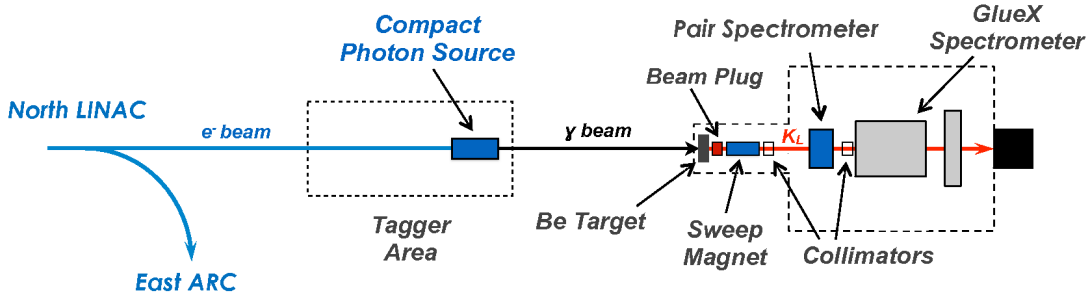 GlueX
Spectrometer
Compact
Photon Source
Pair Spectrometer
Beam Plug
North LINAC
e- beam
γ beam
KL
Tagger
Area
Be Target
Sweep
Magnet
Collimators
East ARC